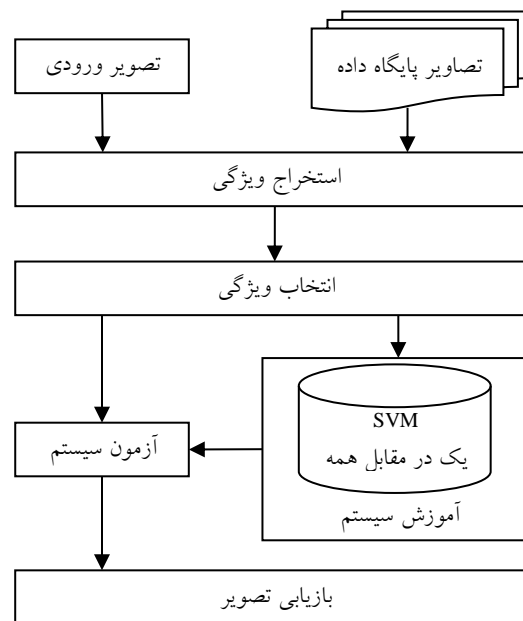 تصاویر پایگاه داده
تصویر ورودی
استخراج ویژگی
انتخاب ویژگی
SVM
یک در مقابل همه
آموزش سیستم
آزمون سیستم
بازیابی تصویر